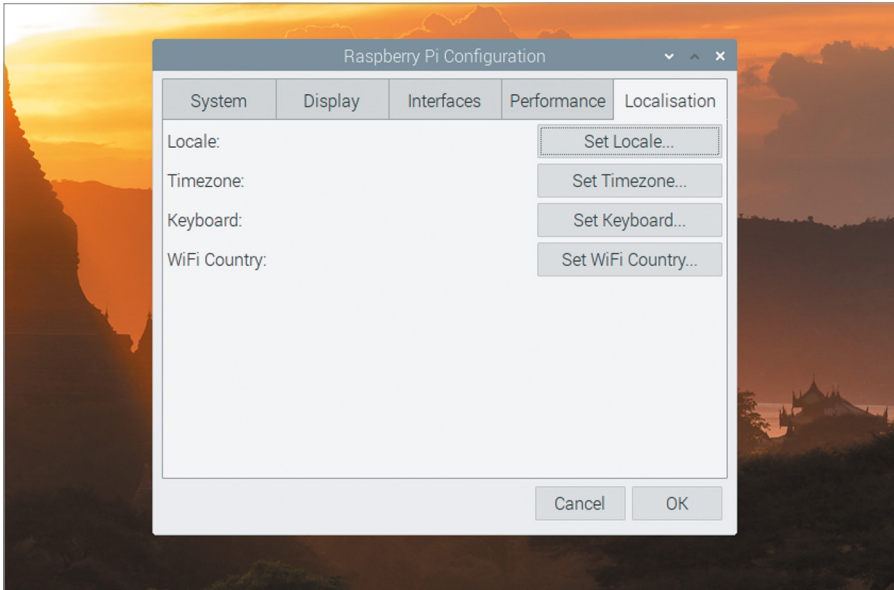 Raspberry Pi Configuration
System Display Interfaces Performance Localisation
Locale: Set Locale...
Timezone: Set Timezone...
Keyboard: Set Keyboard...
WiFi Country: Set WiFi Country...
Cancel OK